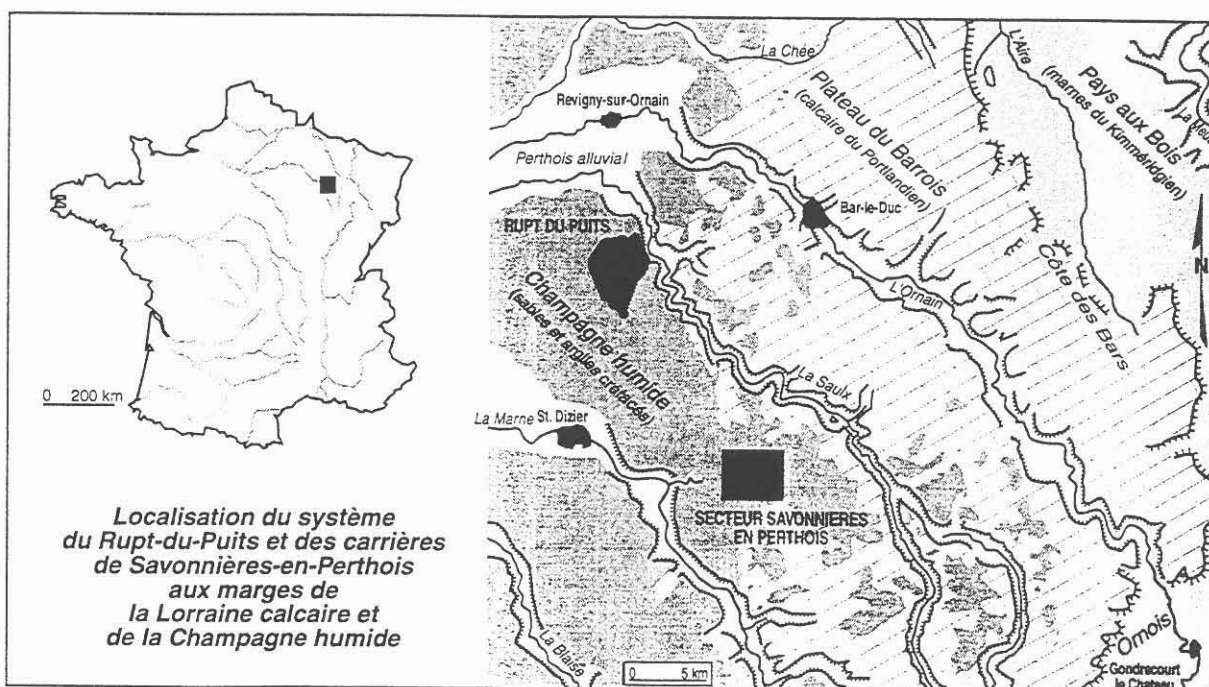 0 200 km
Localisation du système
du Rupt-du-Puits et des carrières
de Savonnières-en-Perthois
aux marges de
la Lorraine calcaire et
de la Champagne humide
La Chée
L'Aire
Revigny-sur-Ornain
Plateau du Barrois
(calcaire du Portlandien)
Pays aux Bois
(marnes du Kimméridgien)
Perthois alluvial
Bar-le-Duc
RUPT DU PUITS
N
Champagne humide
(sables et argiles crétacés)
L'Ornain
Côte des Bars
La Saulx
La Marne
St. Dizier
SECTEUR SAVONNIERES
EN PERTHOIS
La Blaise
Ornois
0 5 km
Gondrecourt
le Chateau